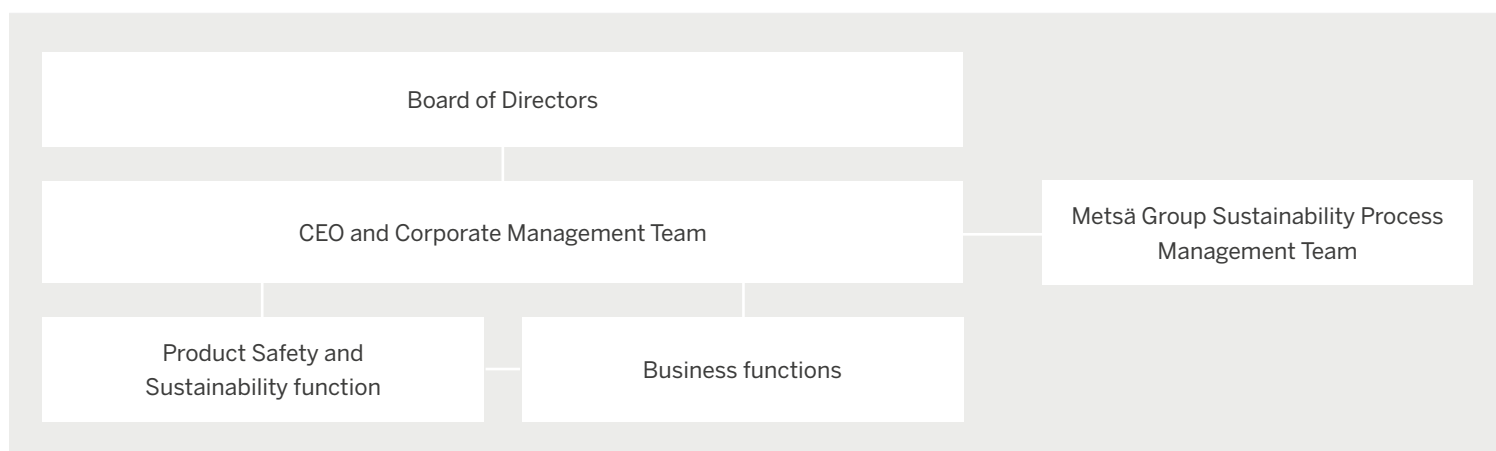 Board of Directors
CEO and Corporate Management Team
Metsä Group Sustainability Process
Management Team
Product Safety and
Sustainability function
Business functions